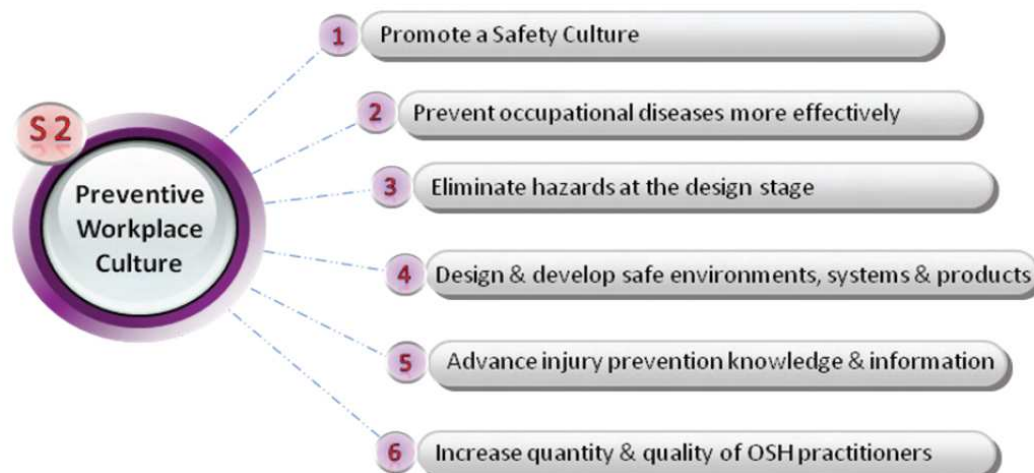 S 2
Preventive
Workplace
Culture
1 Promote a Safety Culture
2 Prevent occupational diseases more effectively
3 Eliminate hazards at the design stage
4 Design & develop safe environments, systems & products
5 Advance injury prevention knowledge & information
6 Increase quantity & quality of OSH practitioners